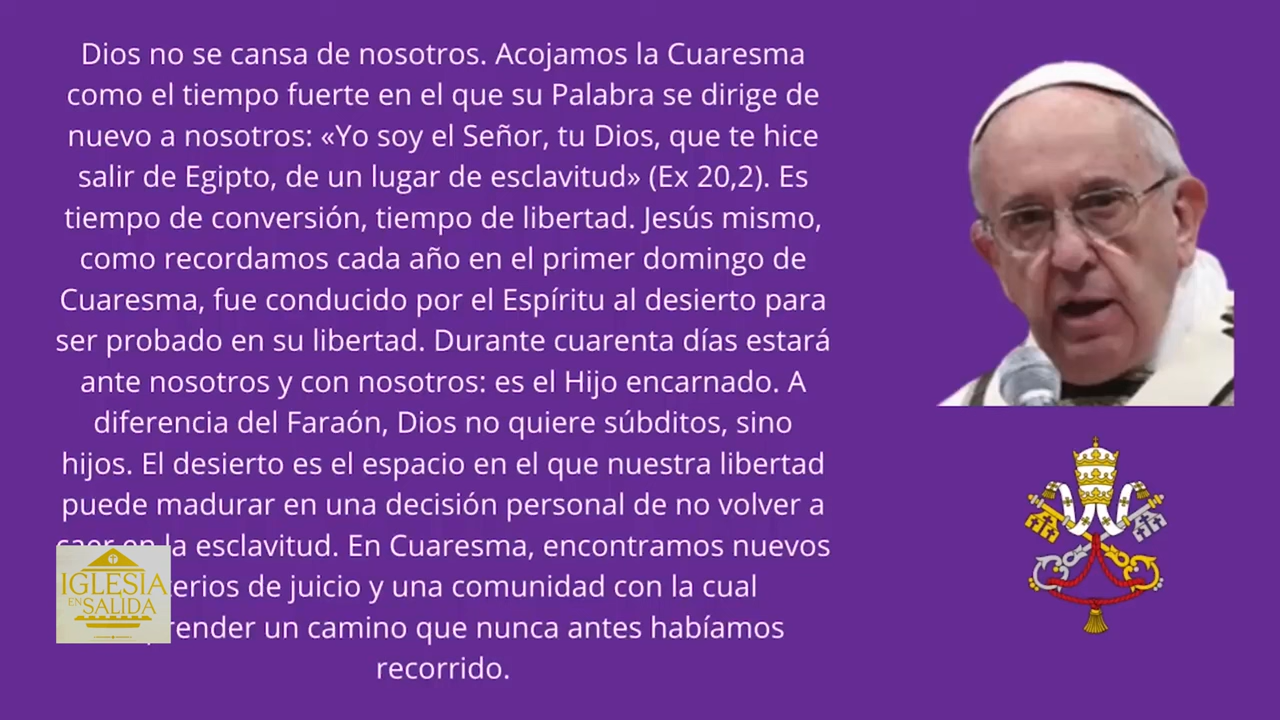 Dios no se cansa de nosotros. Acojamos la Cuaresma
como el tiempo fuerte en el que su Palabra se dirige de
nuevo a nosotros: «Yo soy el Señor, tu Dios, que te hice
salir de Egipto, de un lugar de esclavitud» (Ex 20,2). Es
tiempo de conversión, tiempo de libertad. Jesús mismo,
como recordamos cada año en el primer domingo de
Cuaresma, fue conducido por el Espíritu al desierto para
ser probado en su libertad. Durante cuarenta días estará
ante nosotros y con nosotros: es el Hijo encarnado. A
diferencia del Faraón, Dios no quiere súbditos, sino
hijos. El desierto es el espacio en el que nuestra libertad
puede madurar en una decisión personal de no volver a
caer en la esclavitud. En Cuaresma, encontramos nuevos
de juicio y una comunidad con la cual
un camino que nunca antes habíamos
recorrido.
IGLESIA
EN SALIDA